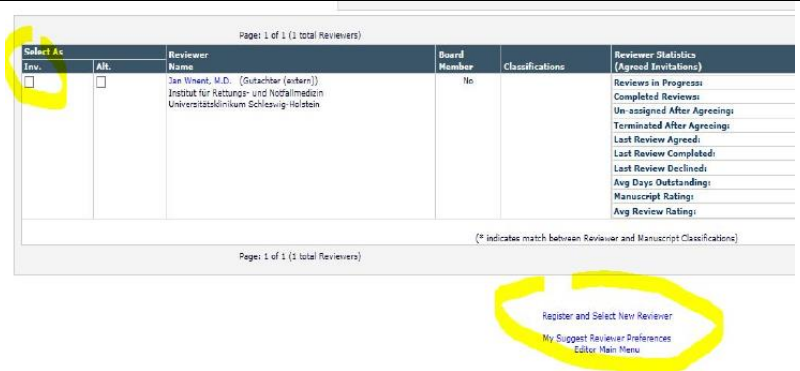 Page: 1 of 1 (1 total Reviewers)
Select As
Inv.
Alt.
Reviewer
Name
Board
Member
Classifications
Reviewer Statistics
(Agreed Invitations)
Jan Wnent, M.D. (Gutachter (extern))
Institut für Rettungs- und Notfallmedizin
Universitätsklinikum Schleswig-Holstein
No
Reviews in Progress:
Completed Reviews:
Un-assigned After Agreeing:
Terminated After Agreeing:
Last Review Agreed:
Last Review Completed:
Last Review Declined:
Avg Days Outstanding:
Manuscript Rating:
Avg Review Rating:
(* indicates match between Reviewer and Manuscript Classifications)
Page: 1 of 1 (1 total Reviewers)
Register and Select New Reviewer
My Suggest Reviewer Preferences
Editor Main Menu